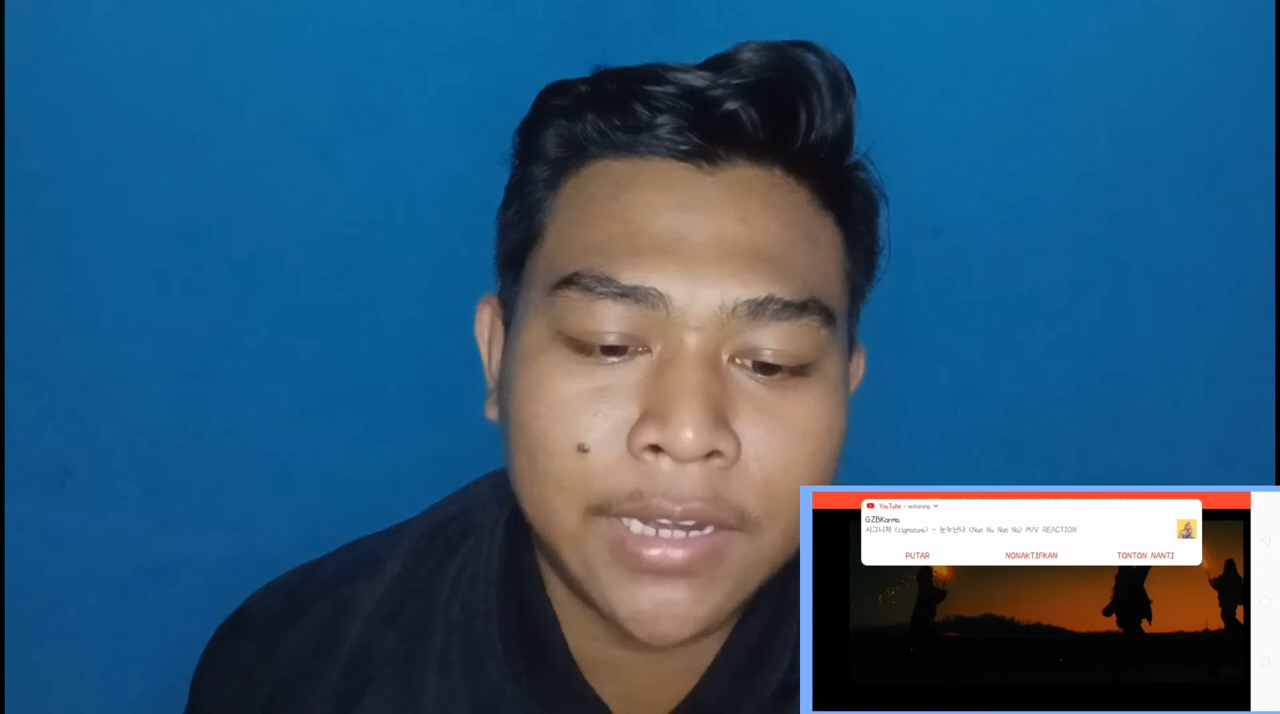 YouTube • sekarang
GZBKarma
시그니처 (cignature) - 눈누난나 (Nun Nu Nan Na) M/V REACTION
PUTAR NONAKTIFKAN TONTON NANTI